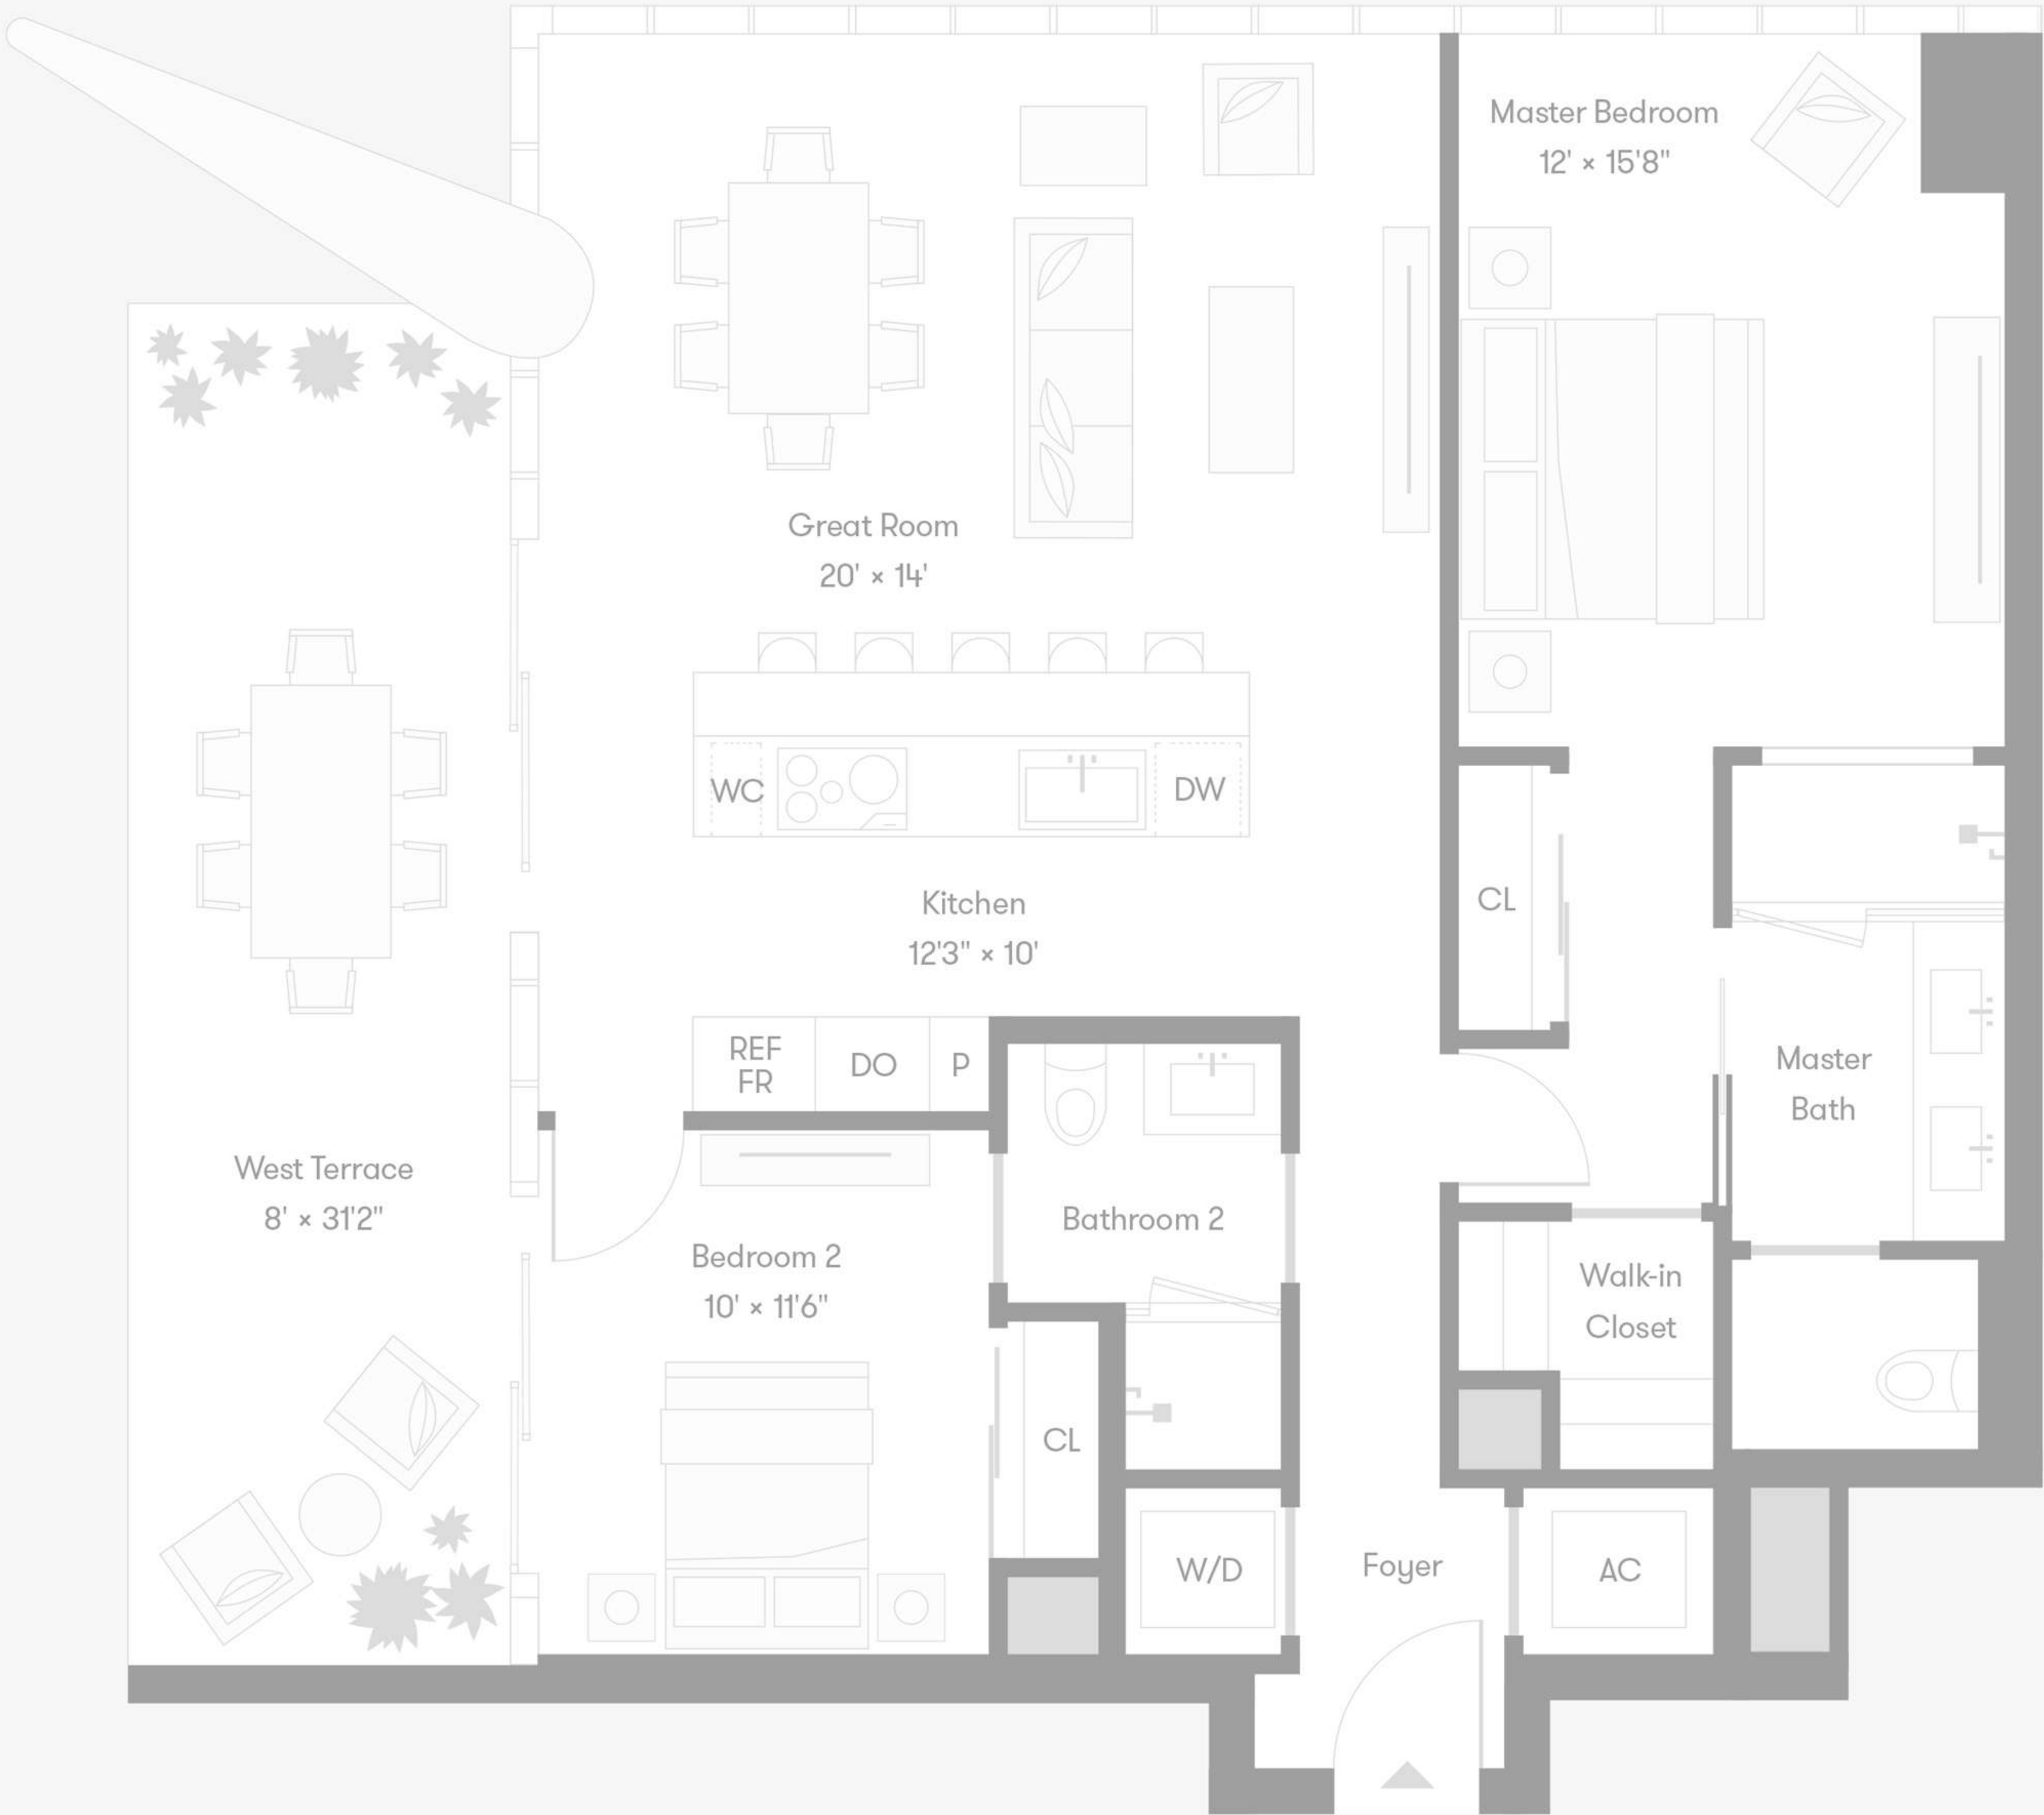 Master Bedroom
12' × 15'8"
Great Room
20' × 14'
WC
DW
Kitchen
12'3" × 10'
CL
REF
FR
DO
P
Master
Bath
West Terrace
8' × 31'2"
Bathroom 2
Bedroom 2
10' × 11'6"
Walk-in
Closet
CL
W/D
Foyer
AC